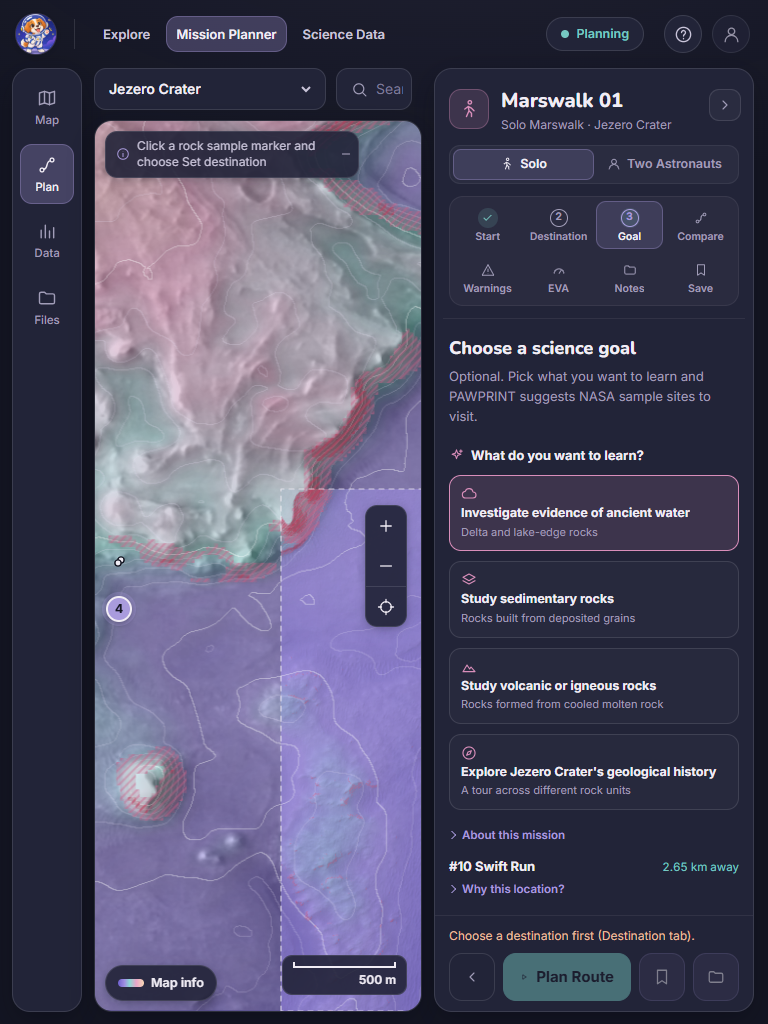 Explore
Mission Planner
Science Data
Planning
Map
Plan
Data
Files
Jezero Crater
Sear
Click a rock sample marker and
choose Set destination
4
Map info
500 m
Marswalk 01
Solo Marswalk · Jezero Crater
Solo
Two Astronauts
Start
2
Destination
3
Goal
Compare
Warnings
EVA
Notes
Save
Choose a science goal
Optional. Pick what you want to learn and
PAWPRINT suggests NASA sample sites to
visit.
What do you want to learn?
Investigate evidence of ancient water
Delta and lake-edge rocks
Study sedimentary rocks
Rocks built from deposited grains
Study volcanic or igneous rocks
Rocks formed from cooled molten rock
Explore Jezero Crater's geological history
A tour across different rock units
About this mission
#10 Swift Run
2.65 km away
Why this location?
Choose a destination first (Destination tab).
Plan Route